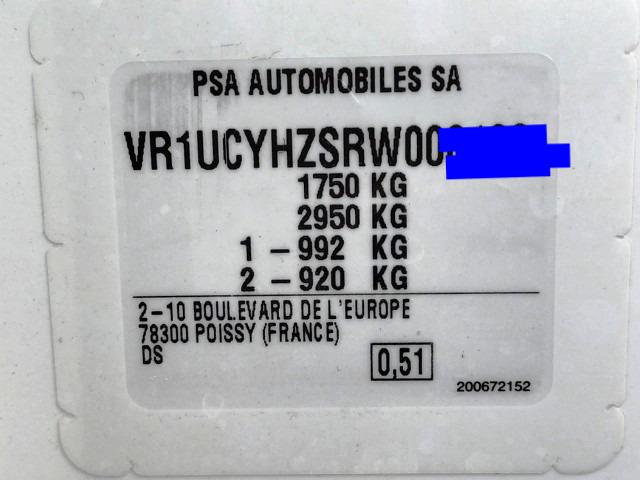 PSA AUTOMOBILES SA
VR1UCYHZSRW00
1750 KG
2950 KG
1 - 992 KG
2 - 920 KG
2-10 BOULEVARD DE L'EUROPE
78300 POISSY (FRANCE)
DS
0,51
200672152